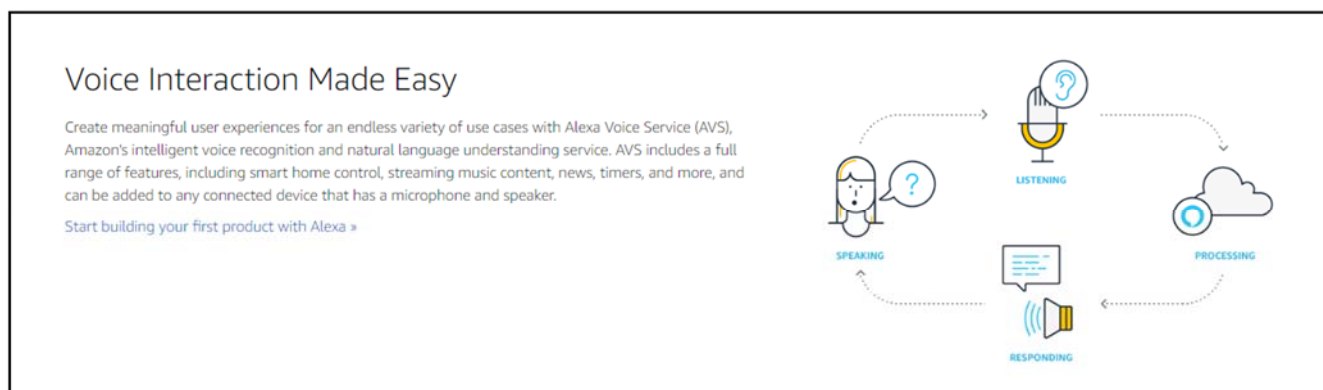 Voice Interaction Made Easy
Create meaningful user experiences for an endless variety of use cases with Alexa Voice Service (AVS),
Amazon's intelligent voice recognition and natural language understanding service. AVS includes a full
range of features, including smart home control, streaming music content, news, timers, and more, and
can be added to any connected device that has a microphone and speaker.
Start building your first product with Alexa »
LISTENING
?
SPEAKING
PROCESSING
RESPONDING